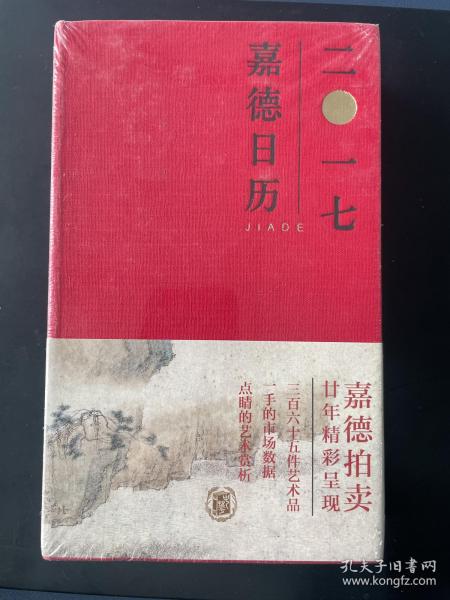 二〇一七
嘉德日历
JIADE
嘉德拍卖
廿年精彩呈现
三百六十五件艺术品
一手的市场数据
点睛的艺术赏析
孔夫子旧书网
www.kongfz.com